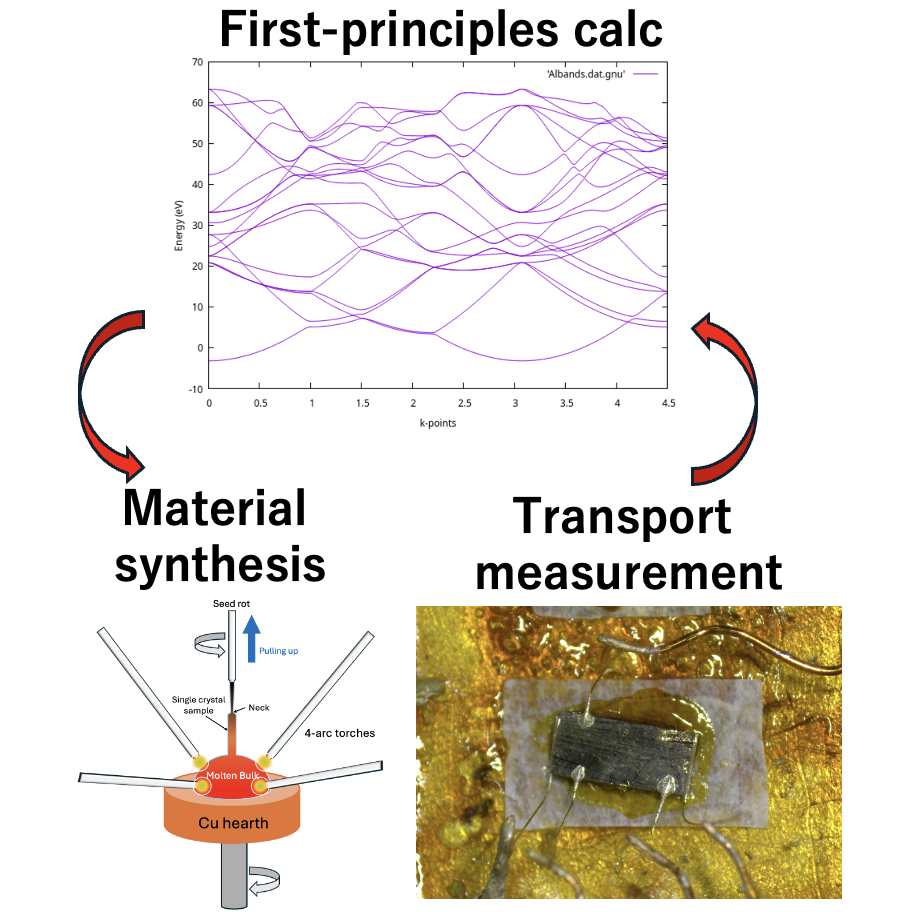 First-principles calc
70
60
50
40
30
20
10
0
-10
Energy (eV)
'Albands.dat.gnu'
0 0.5 1 1.5 2 2.5 3 3.5 4 4.5
k-points
Material
synthesis
Transport
measurement
Seed rot
Pulling up
Single crystal
sample
Neck
4-arc torches
Molten Bulk
Cu hearth